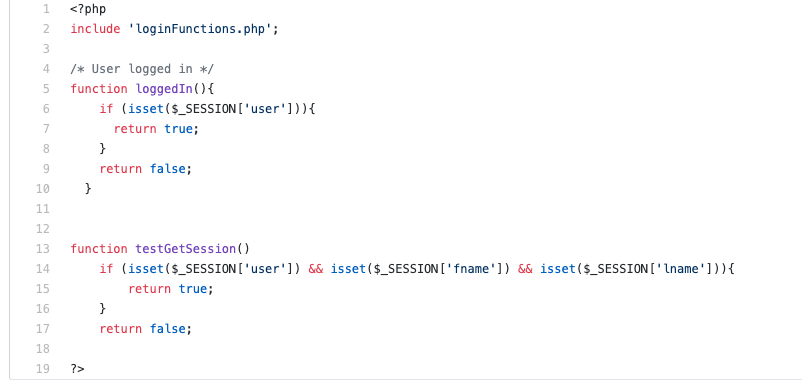 1 <?php
2 include 'loginFunctions.php';
3
4 /* User logged in */
5 function loggedIn(){
6     if (isset($_SESSION['user'])){
7       return true;
8     }
9     return false;
10   }
11
12
13 function testGetSession()
14     if (isset($_SESSION['user']) && isset($_SESSION['fname']) && isset($_SESSION['lname'])){
15         return true;
16     }
17     return false;
18
19 ?>